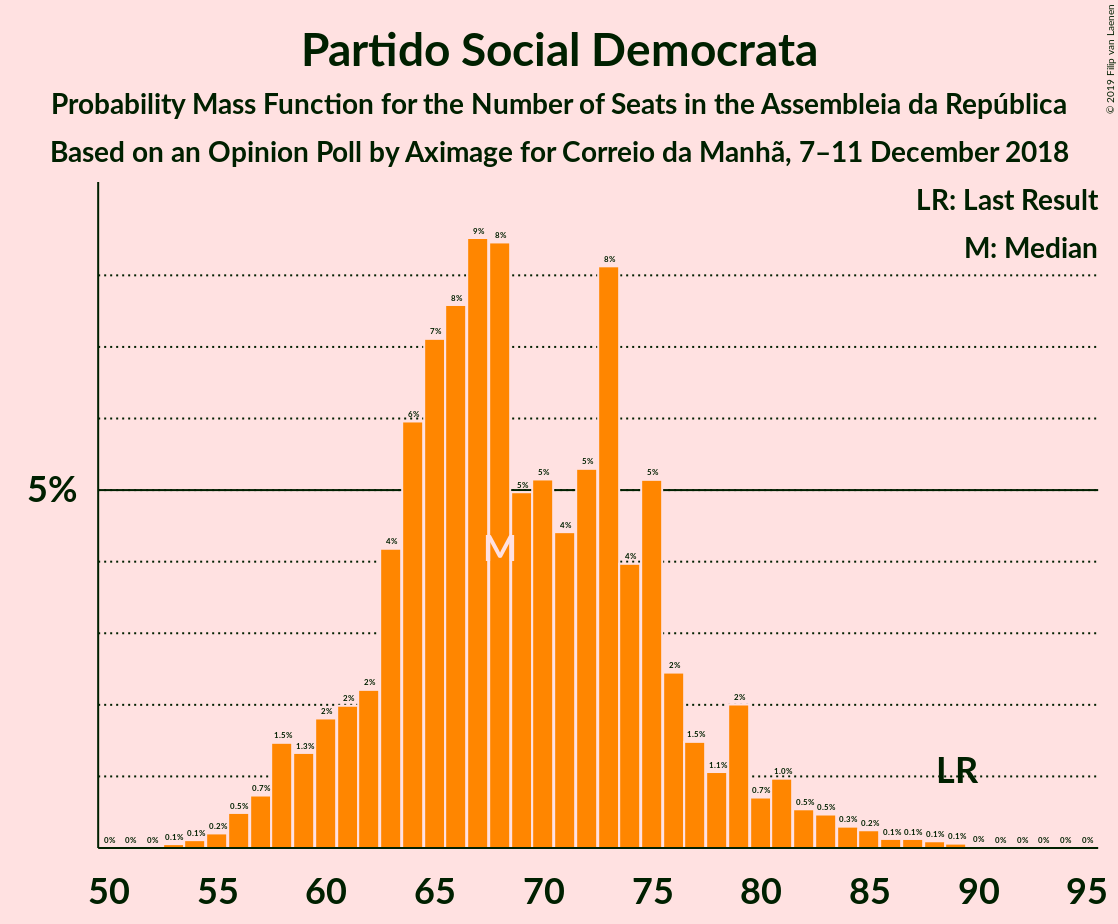 Partido Social Democrata
Probability Mass Function for the Number of Seats in the Assembleia da República
Based on an Opinion Poll by Aximage for Correio da Manhã, 7–11 December 2018
© 2019 Filip van Laenen
LR: Last Result
M: Median
5%
0% 0% 0% 0.1% 0.1% 0.2% 0.5% 0.7% 1.5% 1.3% 2% 2% 2% 4% 6% 7% 8% 9% 8% 5% 5% 4% 5% 8% 4% 5% 2% 1.5% 1.1% 2% 0.7% 1.0% 0.5% 0.5% 0.3% 0.2% 0.1% 0.1% 0.1% 0.1% 0% 0% 0% 0% 0% 0%
M
LR
50 55 60 65 70 75 80 85 90 95